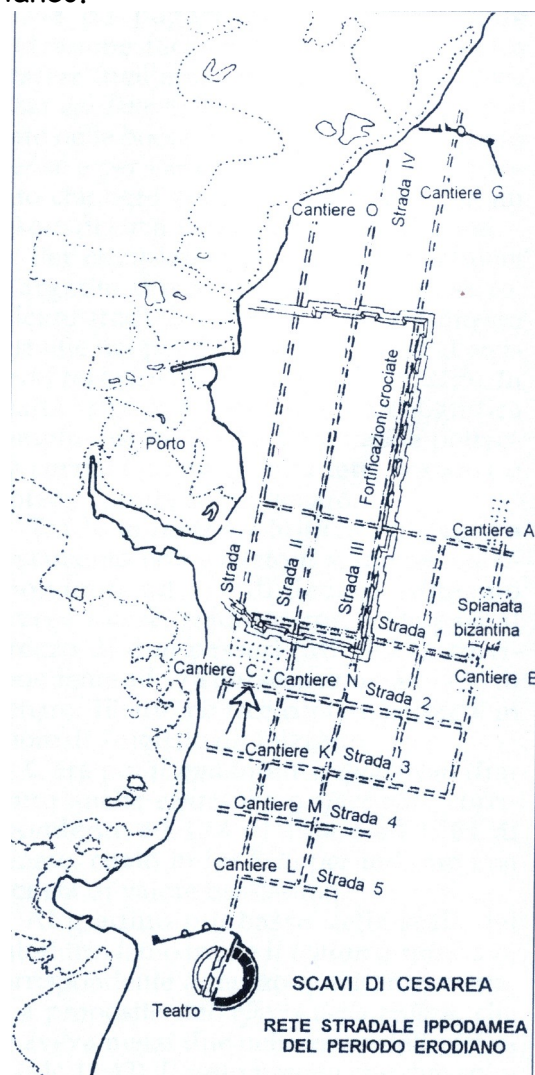 Cantiere O
Strada IV
Cantiere G
Porto
Fortificazioni crociate
Cantiere A
Strada I
Strada II
Strada III
Strada 1
Spianata
bizantina
Cantiere C
Cantiere N
Strada 2
Cantiere E
Cantiere K
Strada 3
Cantiere M
Strada 4
Cantiere L
Strada 5
Teatro
SCAVI DI CESAREA
RETE STRADALE IPPODAMEA
DEL PERIODO ERODIANO